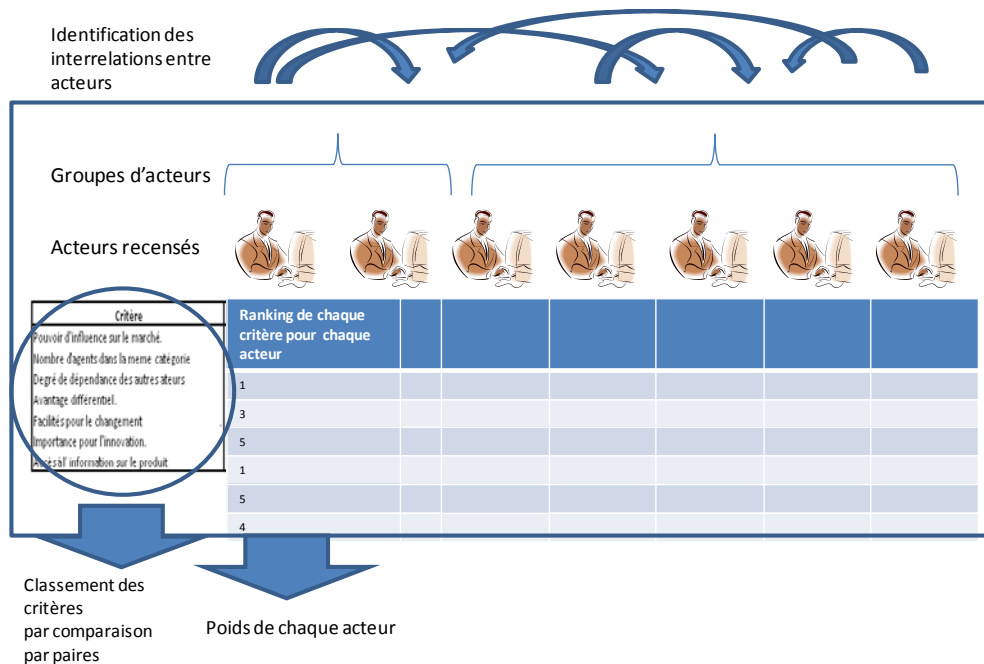 Identification des
interrelations entre
acteurs
Groupes d'acteurs
Acteurs recensés
Critère
Pouvoir d'influence sur le marché.
Nombre d'agents dans la meme catégorie
Degré de dépendance des autres ateurs
Avantage différentiel.
Facilités pour le changement
Importance pour l'innovation.
Accès à l' information sur le produit
Ranking de chaque
critère pour chaque
acteur
1
3
5
1
5
4
Classement des
critères
par comparaison
par paires
Poids de chaque acteur